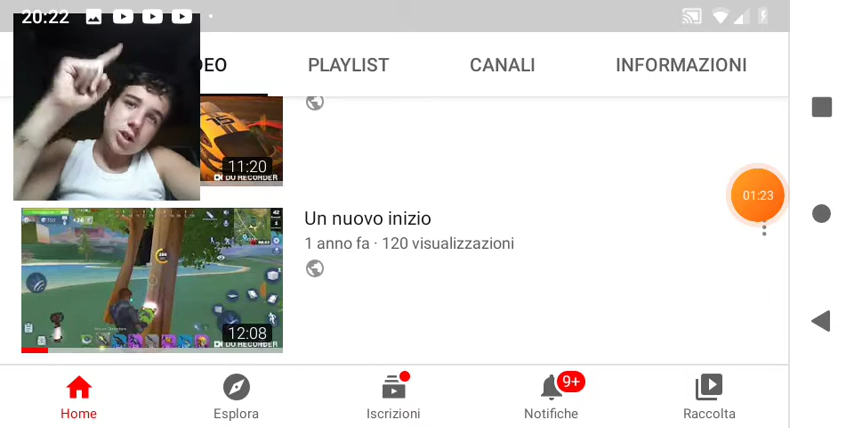 20:22
DEO
PLAYLIST
CANALI
INFORMAZIONI
11:20
DU RECORDER
01:23
Un nuovo inizio
1 anno fa · 120 visualizzazioni
12:08
DU RECORDER
9+
Home
Esplora
Iscrizioni
Notifiche
Raccolta